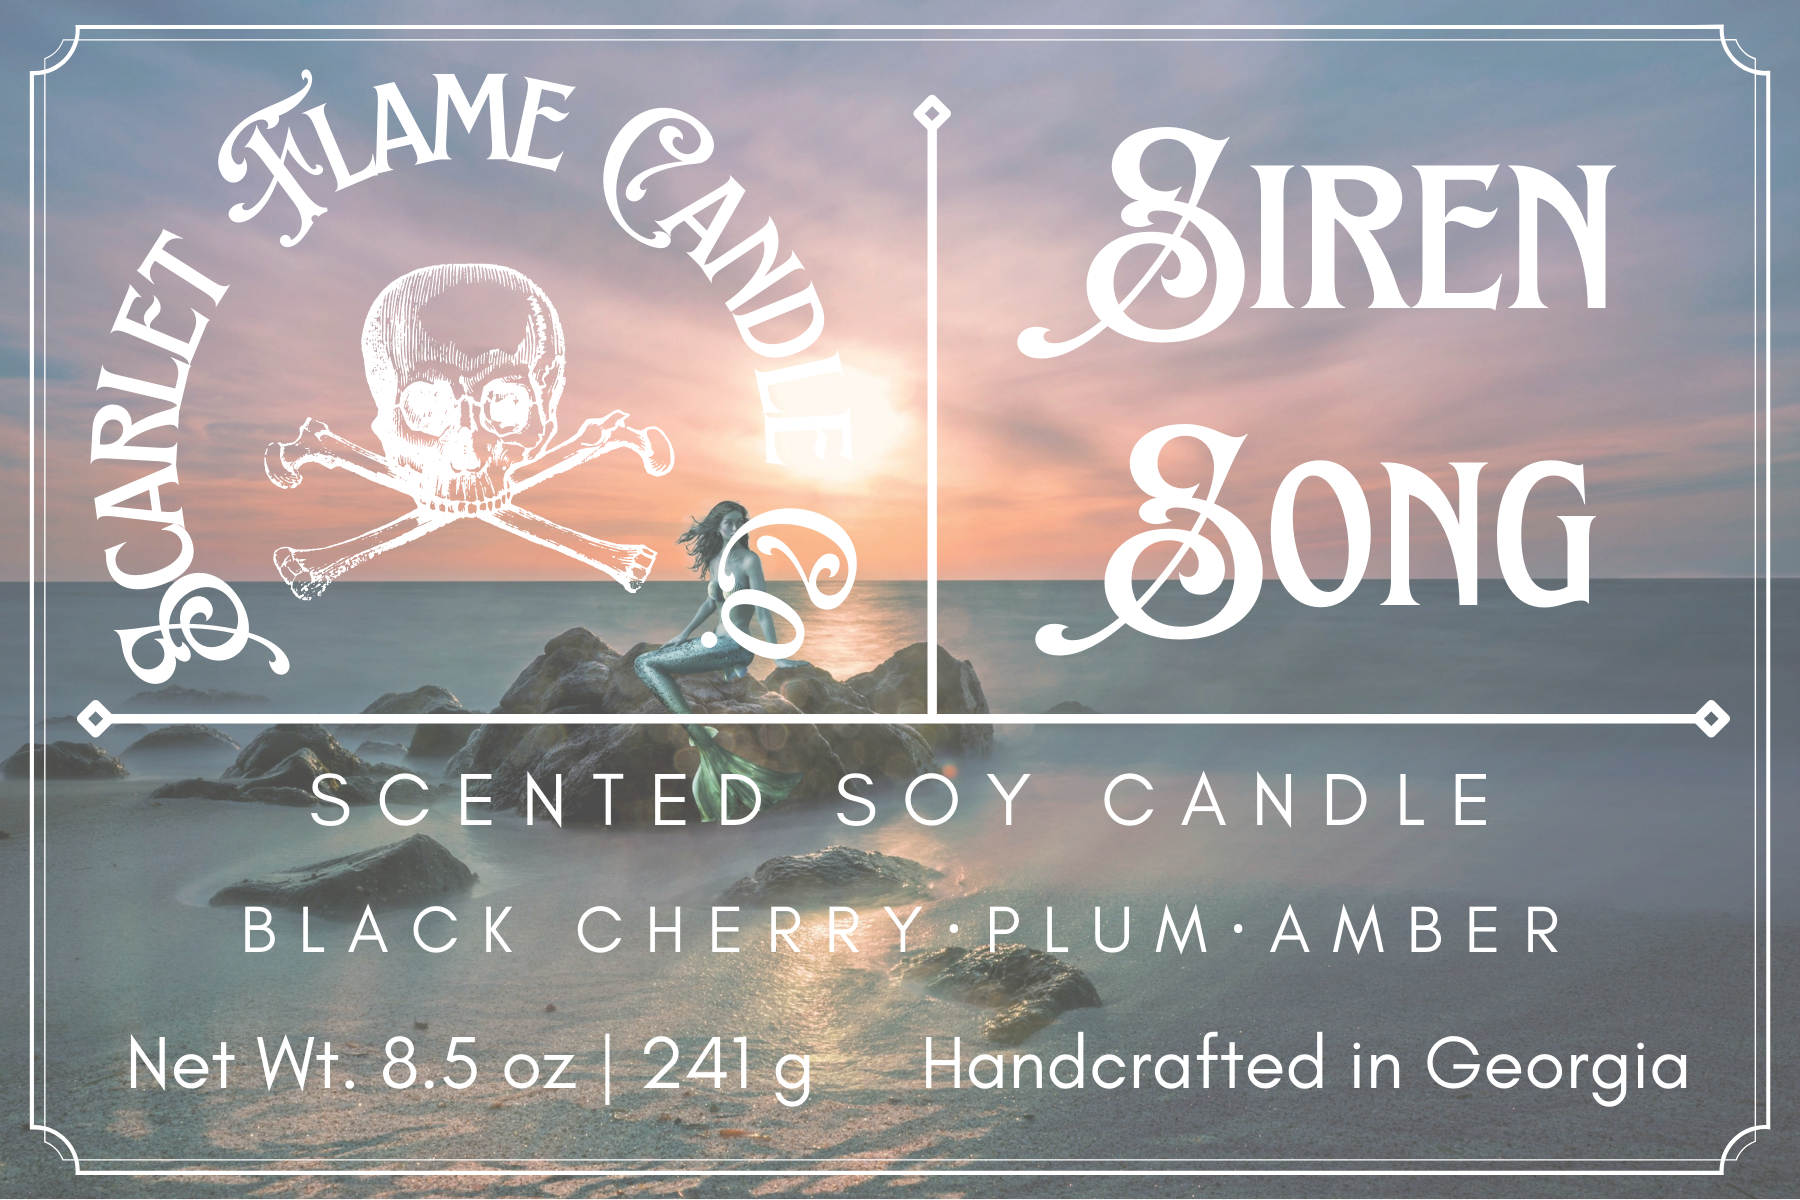 Scarlet Flame Candle Co.
Siren
Song
SCENTED SOY CANDLE
BLACK CHERRY·PLUM·AMBER
Net Wt. 8.5 oz | 241 g
Handcrafted in Georgia